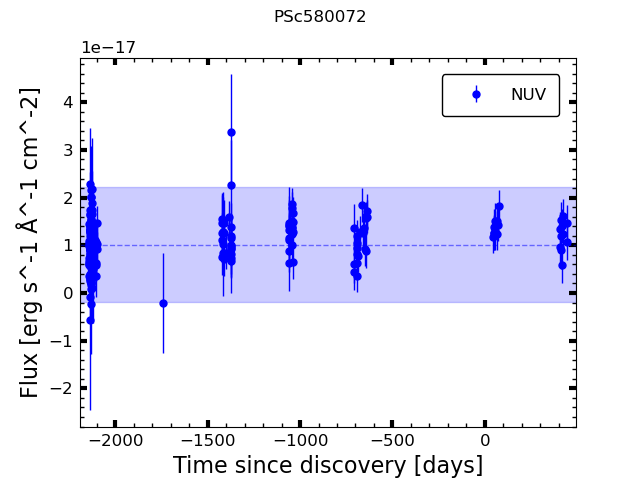 PSc580072
1e−17
NUV
4
3
2
1
0
−1
−2
Flux [erg s^-1 Å^-1 cm^-2]
−2000 −1500 −1000 −500 0
Time since discovery [days]